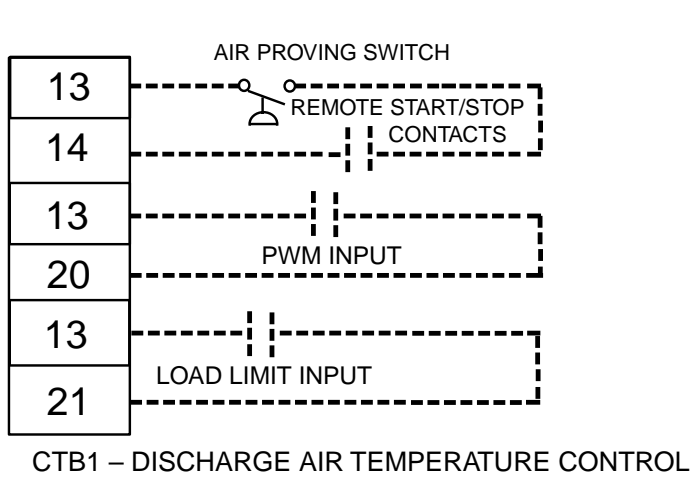 AIR PROVING SWITCH
13
REMOTE START/STOP
CONTACTS
14
13
PWM INPUT
20
13
LOAD LIMIT INPUT
21
CTB1 – DISCHARGE AIR TEMPERATURE CONTROL